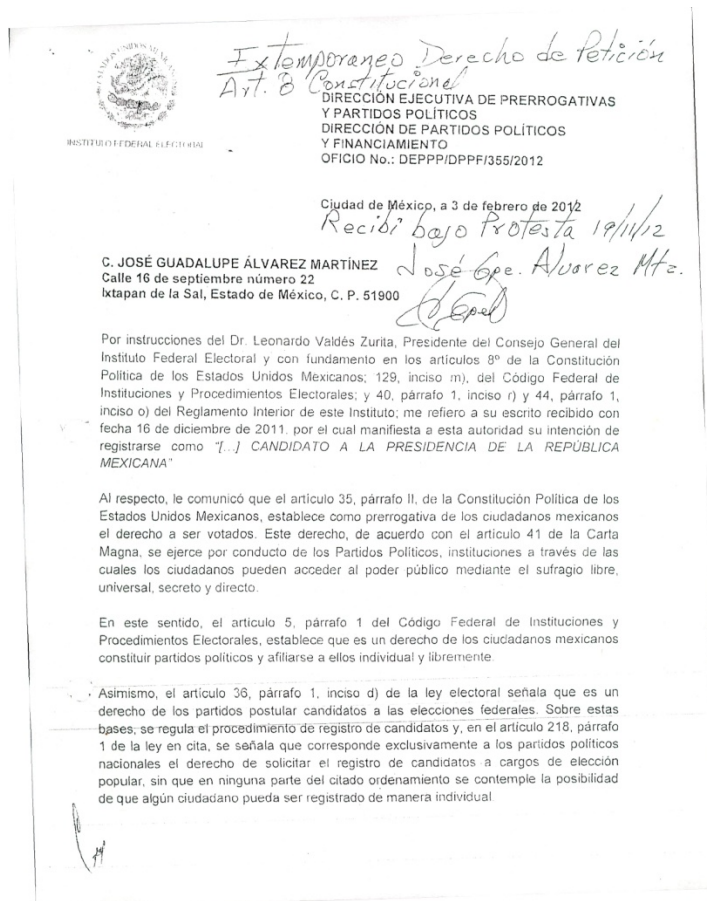 Extemporaneo Derecho de Petición
Art. 8 Constitucional
ESTADOS UNIDOS MEXICANOS
INSTITUTO FEDERAL ELECTORAL
DIRECCIÓN EJECUTIVA DE PRERROGATIVAS
Y PARTIDOS POLÍTICOS
DIRECCIÓN DE PARTIDOS POLÍTICOS
Y FINANCIAMIENTO
OFICIO No.: DEPPP/DPPF/355/2012
Ciudad de México, a 3 de febrero de 2012
Recibí bajo Protesta 19/11/12
José Gpe. Alvarez Mtz.
C. JOSÉ GUADALUPE ÁLVAREZ MARTÍNEZ
Calle 16 de septiembre número 22
Ixtapan de la Sal, Estado de México, C. P. 51900
Por instrucciones del Dr. Leonardo Valdés Zurita, Presidente del Consejo General del
Instituto Federal Electoral y con fundamento en los artículos 8º de la Constitución
Política de los Estados Unidos Mexicanos; 129, inciso m), del Código Federal de
Instituciones y Procedimientos Electorales; y 40, párrafo 1, inciso r) y 44, párrafo 1,
inciso o) del Reglamento Interior de este Instituto; me refiero a su escrito recibido con
fecha 16 de diciembre de 2011, por el cual manifiesta a esta autoridad su intención de
registrarse como "[...] CANDIDATO A LA PRESIDENCIA DE LA REPÚBLICA
MEXICANA"
Al respecto, le comunicó que el artículo 35, párrafo II, de la Constitución Política de los
Estados Unidos Mexicanos, establece como prerrogativa de los ciudadanos mexicanos
el derecho a ser votados. Este derecho, de acuerdo con el artículo 41 de la Carta
Magna, se ejerce por conducto de los Partidos Políticos, instituciones a través de las
cuales los ciudadanos pueden acceder al poder público mediante el sufragio libre,
universal, secreto y directo.
En este sentido, el artículo 5, párrafo 1 del Código Federal de Instituciones y
Procedimientos Electorales, establece que es un derecho de los ciudadanos mexicanos
constituir partidos políticos y afiliarse a ellos individual y libremente.
Asimismo, el artículo 36, párrafo 1, inciso d) de la ley electoral señala que es un
derecho de los partidos postular candidatos a las elecciones federales. Sobre estas
bases, se regula el procedimiento de registro de candidatos y, en el artículo 218, párrafo
1 de la ley en cita, se señala que corresponde exclusivamente a los partidos políticos
nacionales el derecho de solicitar el registro de candidatos a cargos de elección
popular, sin que en ninguna parte del citado ordenamiento se contemple la posibilidad
de que algún ciudadano pueda ser registrado de manera individual.